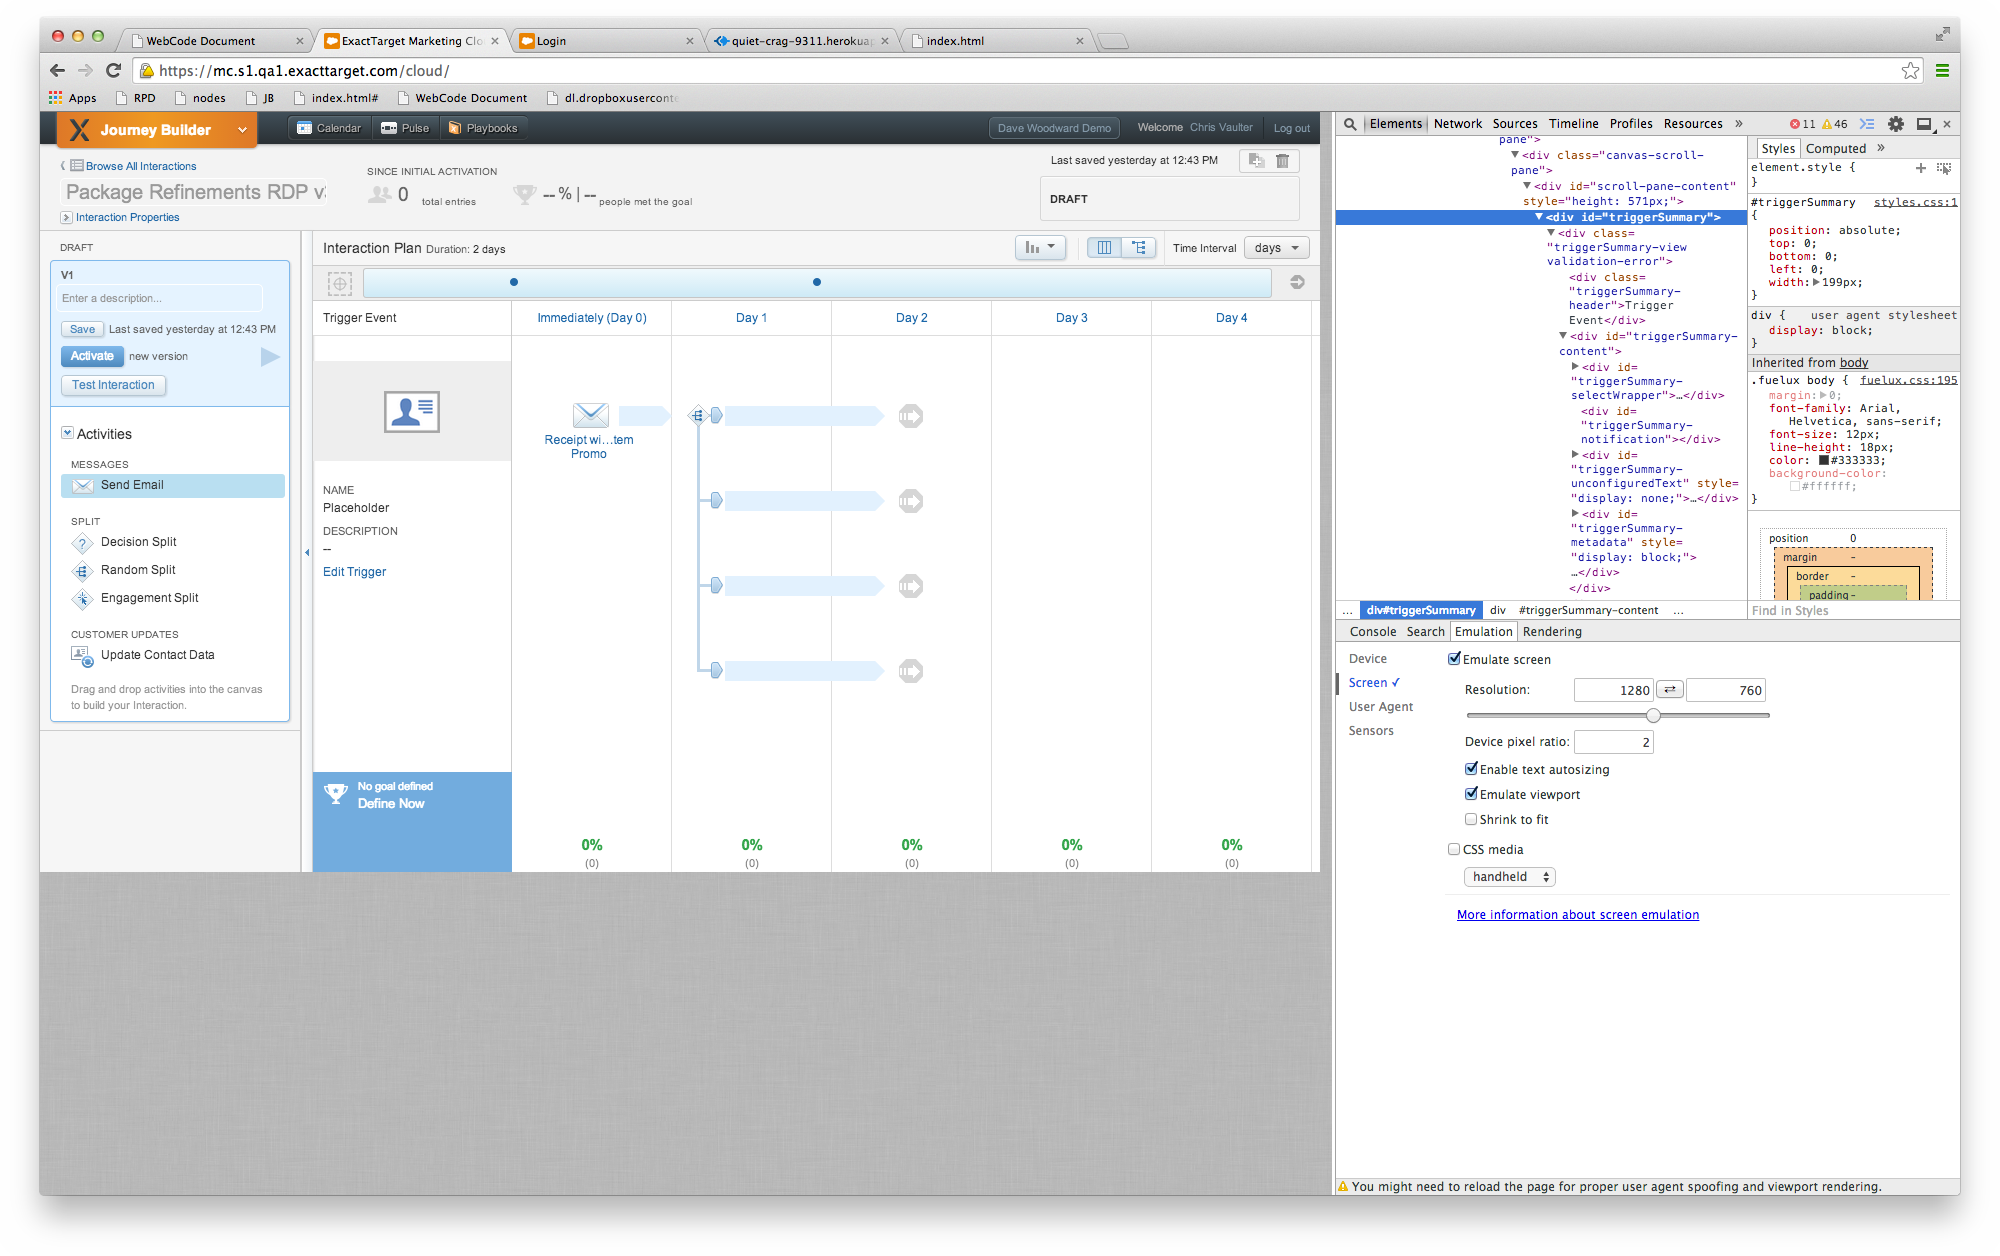 WebCode Document
ExactTarget Marketing Clo
Login
quiet-crag-9311.herokuap
index.html
https://mc.s1.qa1.exacttarget.com/cloud/
Apps
RPD
nodes
JB
index.html#
WebCode Document
dl.dropboxuserconte
Journey Builder
Calendar
Pulse
Playbooks
Dave Woodward Demo
Welcome Chris Vaulter
Log out
Browse All Interactions
Package Refinements RDP v
Interaction Properties
SINCE INITIAL ACTIVATION
0 total entries
--% | -- people met the goal
Last saved yesterday at 12:43 PM
DRAFT
DRAFT
V1
Enter a description...
Save Last saved yesterday at 12:43 PM
Activate new version
Test Interaction
Activities
MESSAGES
Send Email
SPLIT
? Decision Split
Random Split
Engagement Split
CUSTOMER UPDATES
Update Contact Data
Drag and drop activities into the canvas
to build your Interaction.
Interaction Plan Duration: 2 days
Time Interval days
Trigger Event
Immediately (Day 0)
Day 1
Day 2
Day 3
Day 4
Receipt wi...tem
Promo
NAME
Placeholder
DESCRIPTION
--
Edit Trigger
No goal defined
Define Now
0% 0% 0% 0% 0%
(0) (0) (0) (0) (0)
Elements Network Sources Timeline Profiles Resources » 11 46 ×
pane">
<div class="canvas-scroll-
pane">
<div id="scroll-pane-content"
style="height: 571px;">
<div id="triggerSummary">
<div class=
"triggerSummary-view
validation-error">
<div class=
"triggerSummary-
header">Trigger
Event</div>
<div id="triggerSummary-
content">
<div id=
"triggerSummary-
selectWrapper">…</div>
<div id=
"triggerSummary-
notification"></div>
<div id=
"triggerSummary-
unconfiguredText" style=
"display: none;">…</div>
<div id=
"triggerSummary-
metadata" style=
"display: block;">
…</div>
</div>
... div#triggerSummary div #triggerSummary-content ...
Styles Computed »
element.style {
}
#triggerSummary styles.css:1
{
position: absolute;
top: 0;
bottom: 0;
left: 0;
width: 199px;
}
div { user agent stylesheet
display: block;
}
Inherited from body
.fuelux body { fuelux.css:195
margin: 0;
font-family: Arial,
Helvetica, sans-serif;
font-size: 12px;
line-height: 18px;
color: #333333;
background-color:
#ffffff;
}
position 0
margin -
border -
padding -
Find in Styles
Console Search Emulation Rendering
Device
Screen ✓
User Agent
Sensors
Emulate screen
Resolution: 1280 760
Device pixel ratio: 2
Enable text autosizing
Emulate viewport
Shrink to fit
CSS media
handheld
More information about screen emulation
You might need to reload the page for proper user agent spoofing and viewport rendering.